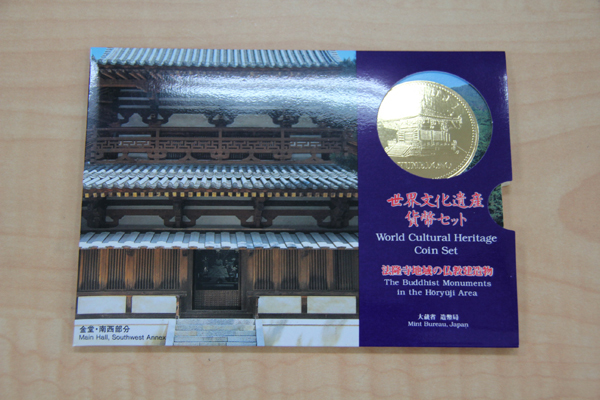 世界文化遺産
貨幣セット
World Cultural Heritage
Coin Set
法隆寺地域の仏教建造物
The Buddhist Monuments
in the Hōryūji Area
大蔵省 造幣局
Mint Bureau, Japan
金堂・南西部分
Main Hall, Southwest Annex